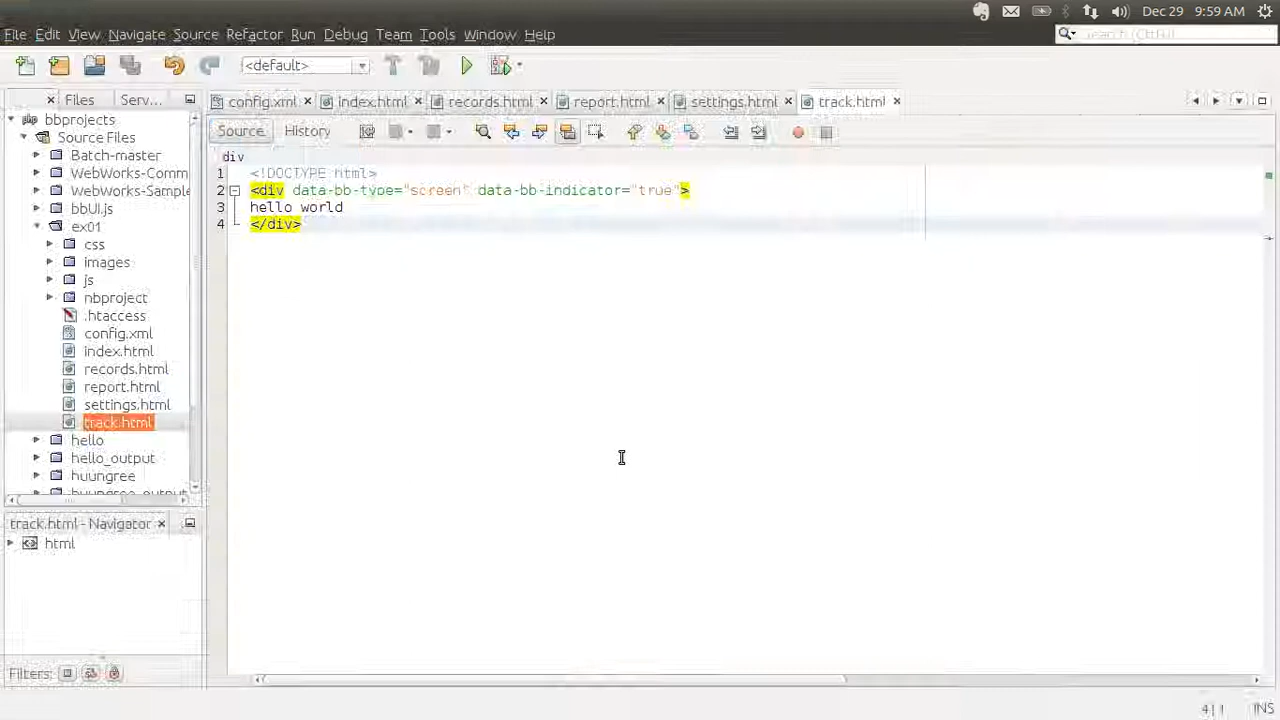 Dec 29 9:59 AM
File Edit View Navigate Source Refactor Run Debug Team Tools Window Help
Search (Ctrl+I)
<default>
Files Serv... config.xml index.html records.html report.html settings.html track.html
bbprojects
Source Files
Batch-master
WebWorks-Comm
WebWorks-Sample
bbUI.js
ex01
css
images
js
nbproject
.htaccess
config.xml
index.html
records.html
report.html
settings.html
track.html
hello
hello_output
huungree
huungree_output
Source History
div
1 <!DOCTYPE html>
2 <div data-bb-type="screen" data-bb-indicator="true">
3 hello world
4 </div>
track.html - Navigator
html
Filters:
4|1 INS